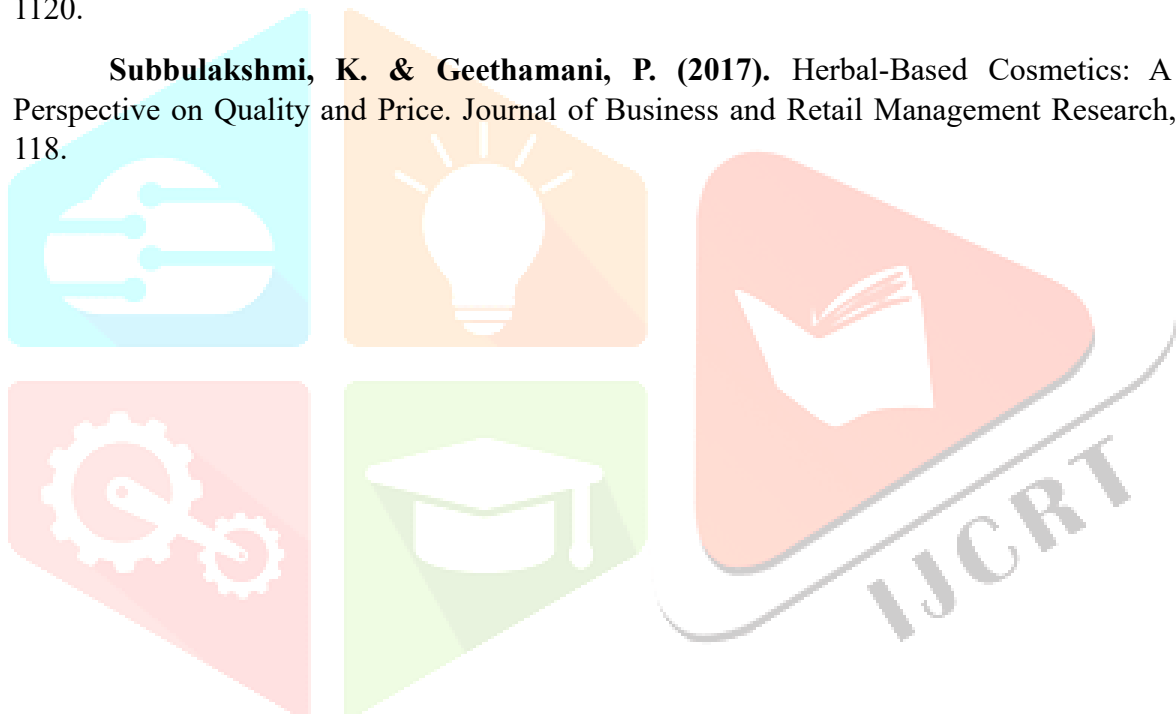 1120.
Subbulakshmi, K. & Geethamani, P. (2017). Herbal-Based Cosmetics: A
Perspective on Quality and Price. Journal of Business and Retail Management Research,
118.
IJCRT